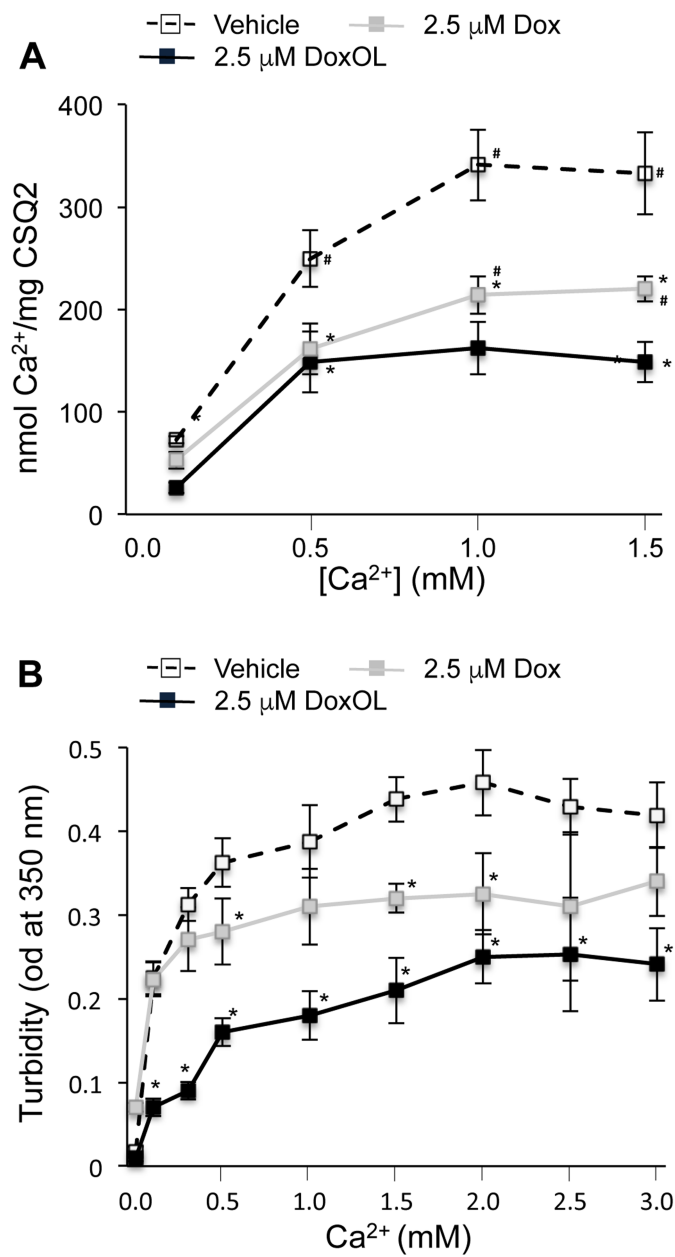 Vehicle
2.5 μM Dox
2.5 μM DoxOL
A
400
300
200
100
0
nmol Ca²⁺/mg CSQ2
*
#
*
*
#
#
*
#
*
#
*
*
0.0 0.5 1.0 1.5
[Ca²⁺] (mM)
B
Vehicle
2.5 μM Dox
2.5 μM DoxOL
0.5
0.4
0.3
0.2
0.1
0
Turbidity (od at 350 nm)
*
*
*
*
*
*
*
*
*
*
*
0.0 0.5 1.0 1.5 2.0 2.5 3.0
Ca²⁺ (mM)